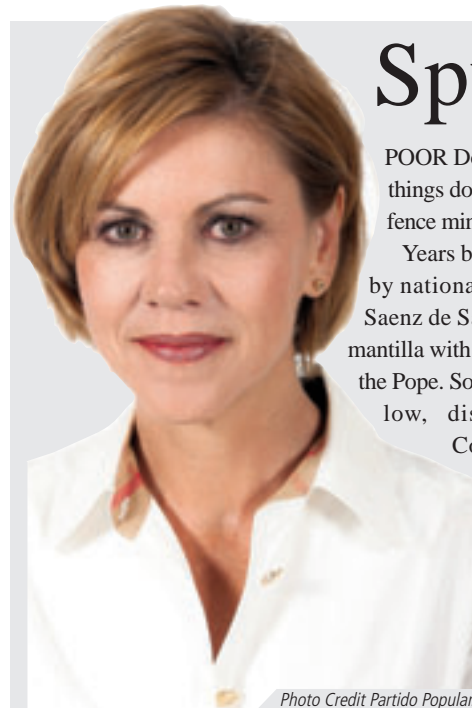 Sp
POOR D
things do
fence min
Years b
by nationa
Saenz de S
mantilla with
the Pope. So
low, dis
Co
Photo Credit Partido Popular